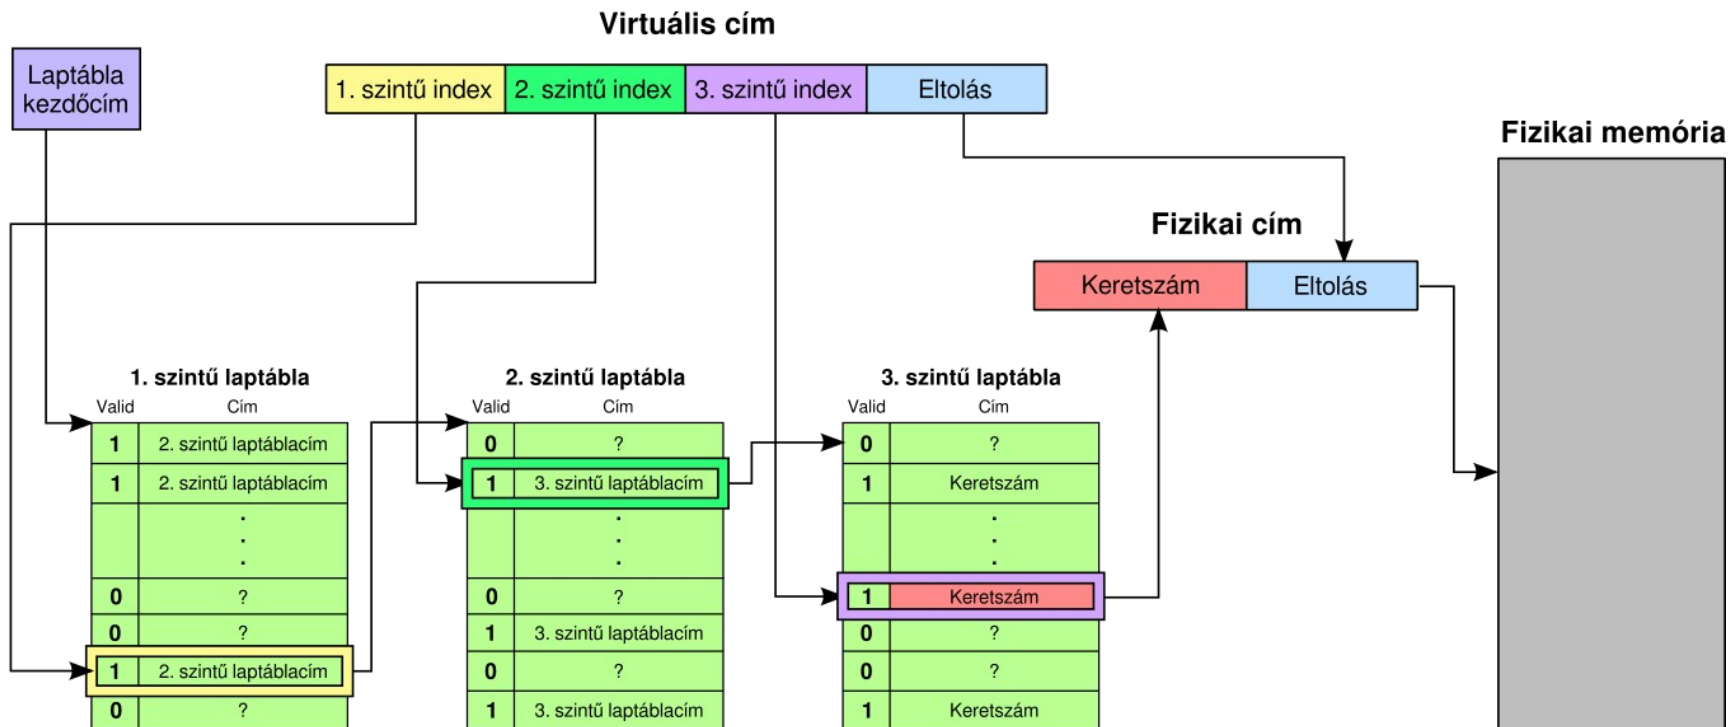 Virtuális cím
Laptábla
kezdőcím
1. szintű index 2. szintű index 3. szintű index Eltolás
Fizikai memória
Fizikai cím
Keretszám Eltolás
1. szintű laptábla
Valid Cím
1 2. szintű laptáblacím
1 2. szintű laptáblacím
.
.
.
0 ?
0 ?
1 2. szintű laptáblacím
0 ?
2. szintű laptábla
Valid Cím
0 ?
1 3. szintű laptáblacím
.
.
.
0 ?
1 3. szintű laptáblacím
0 ?
1 3. szintű laptáblacím
3. szintű laptábla
Valid Cím
0 ?
1 Keretszám
.
.
.
1 Keretszám
0 ?
0 ?
1 Keretszám